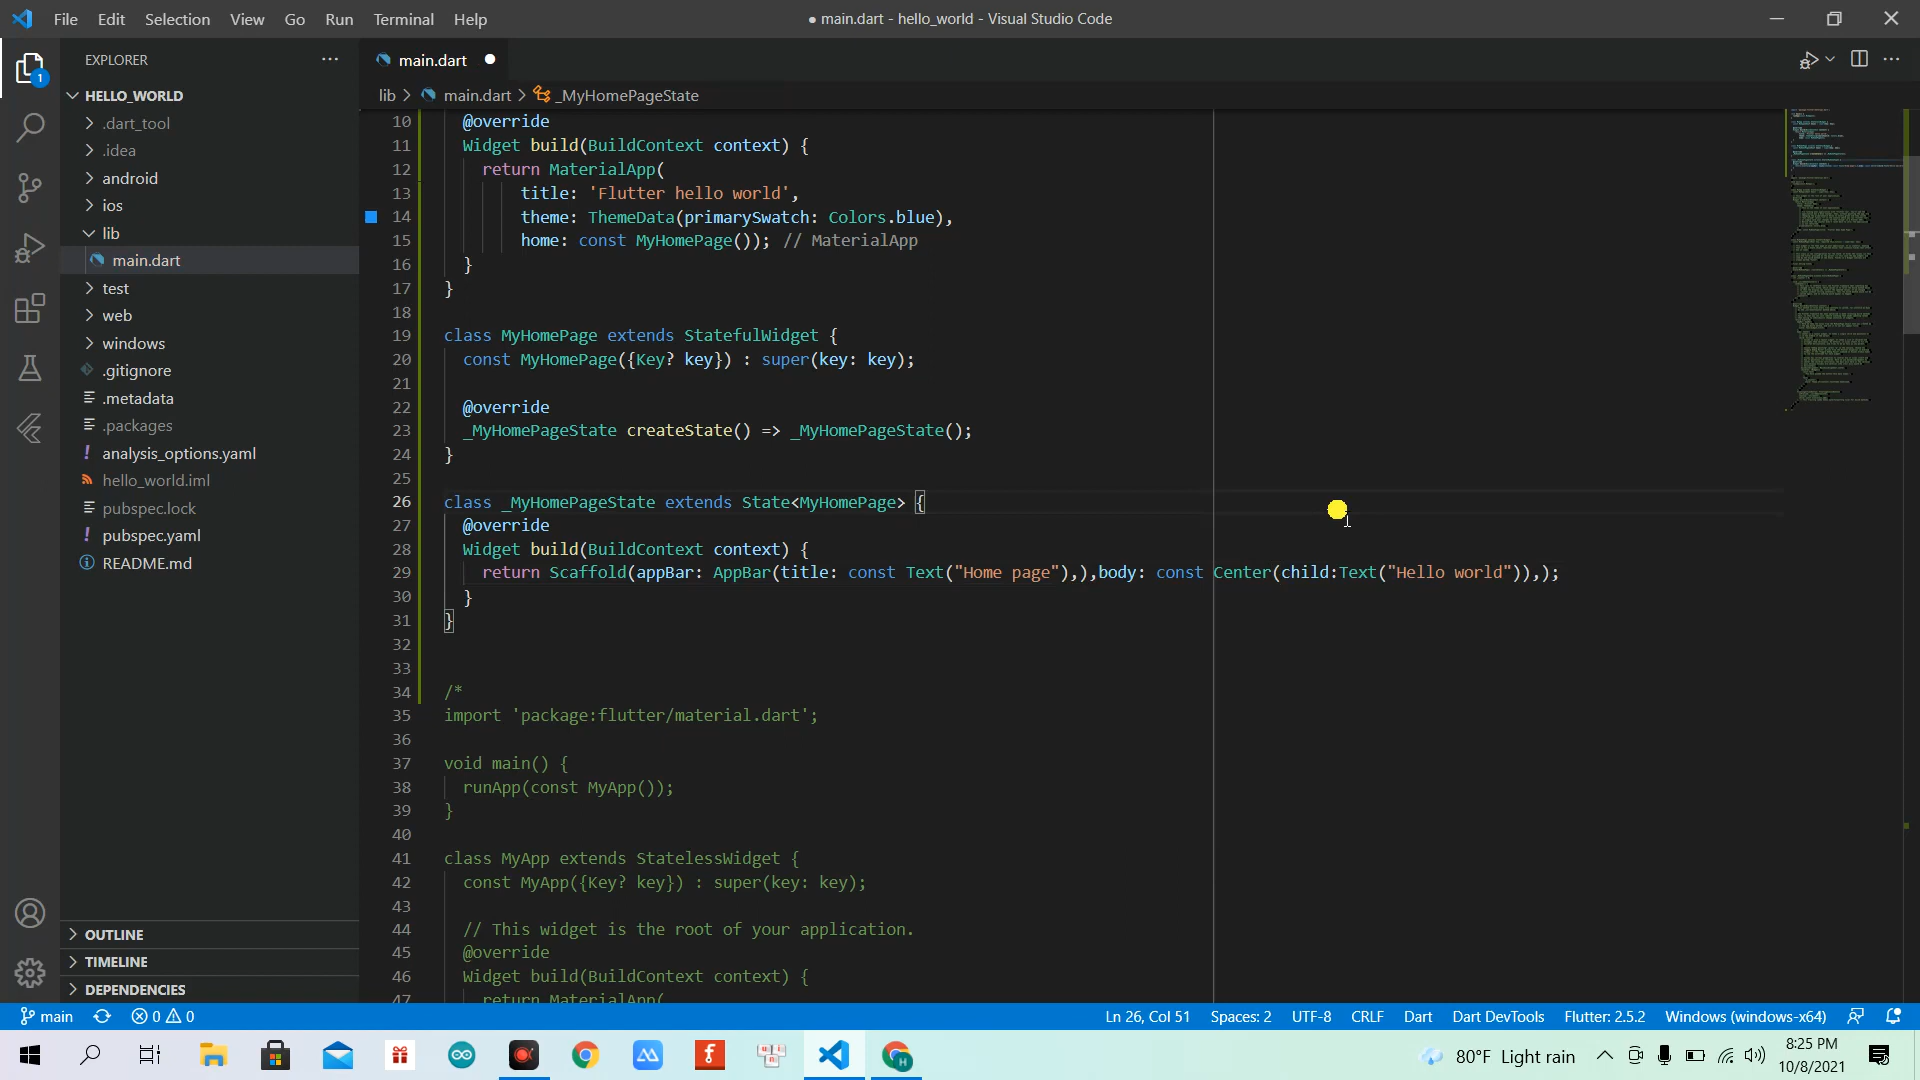 File Edit Selection View Go Run Terminal Help
● main.dart - hello_world - Visual Studio Code
EXPLORER
main.dart
1
HELLO_WORLD
lib > main.dart > _MyHomePageState
.dart_tool
.idea
android
ios
lib
main.dart
test
web
windows
.gitignore
.metadata
.packages
analysis_options.yaml
hello_world.iml
pubspec.lock
pubspec.yaml
README.md
OUTLINE
TIMELINE
DEPENDENCIES
10 @override
11 Widget build(BuildContext context) {
12 return MaterialApp(
13 title: 'Flutter hello world',
14 theme: ThemeData(primarySwatch: Colors.blue),
15 home: const MyHomePage()); // MaterialApp
16 }
17 }
18
19 class MyHomePage extends StatefulWidget {
20 const MyHomePage({Key? key}) : super(key: key);
21
22 @override
23 _MyHomePageState createState() => _MyHomePageState();
24 }
25
26 class _MyHomePageState extends State<MyHomePage> {
27 @override
28 Widget build(BuildContext context) {
29 return Scaffold(appBar: AppBar(title: const Text("Home page"),),body: const Center(child:Text("Hello world")),);
30 }
31 }
32
33
34 /*
35 import 'package:flutter/material.dart';
36
37 void main() {
38 runApp(const MyApp());
39 }
40
41 class MyApp extends StatelessWidget {
42 const MyApp({Key? key}) : super(key: key);
43
44 // This widget is the root of your application.
45 @override
46 Widget build(BuildContext context) {
47 return MaterialApp(
main 0 0 Ln 26, Col 51 Spaces: 2 UTF-8 CRLF Dart Dart DevTools Flutter: 2.5.2 Windows (windows-x64)
80°F Light rain
8:25 PM
10/8/2021